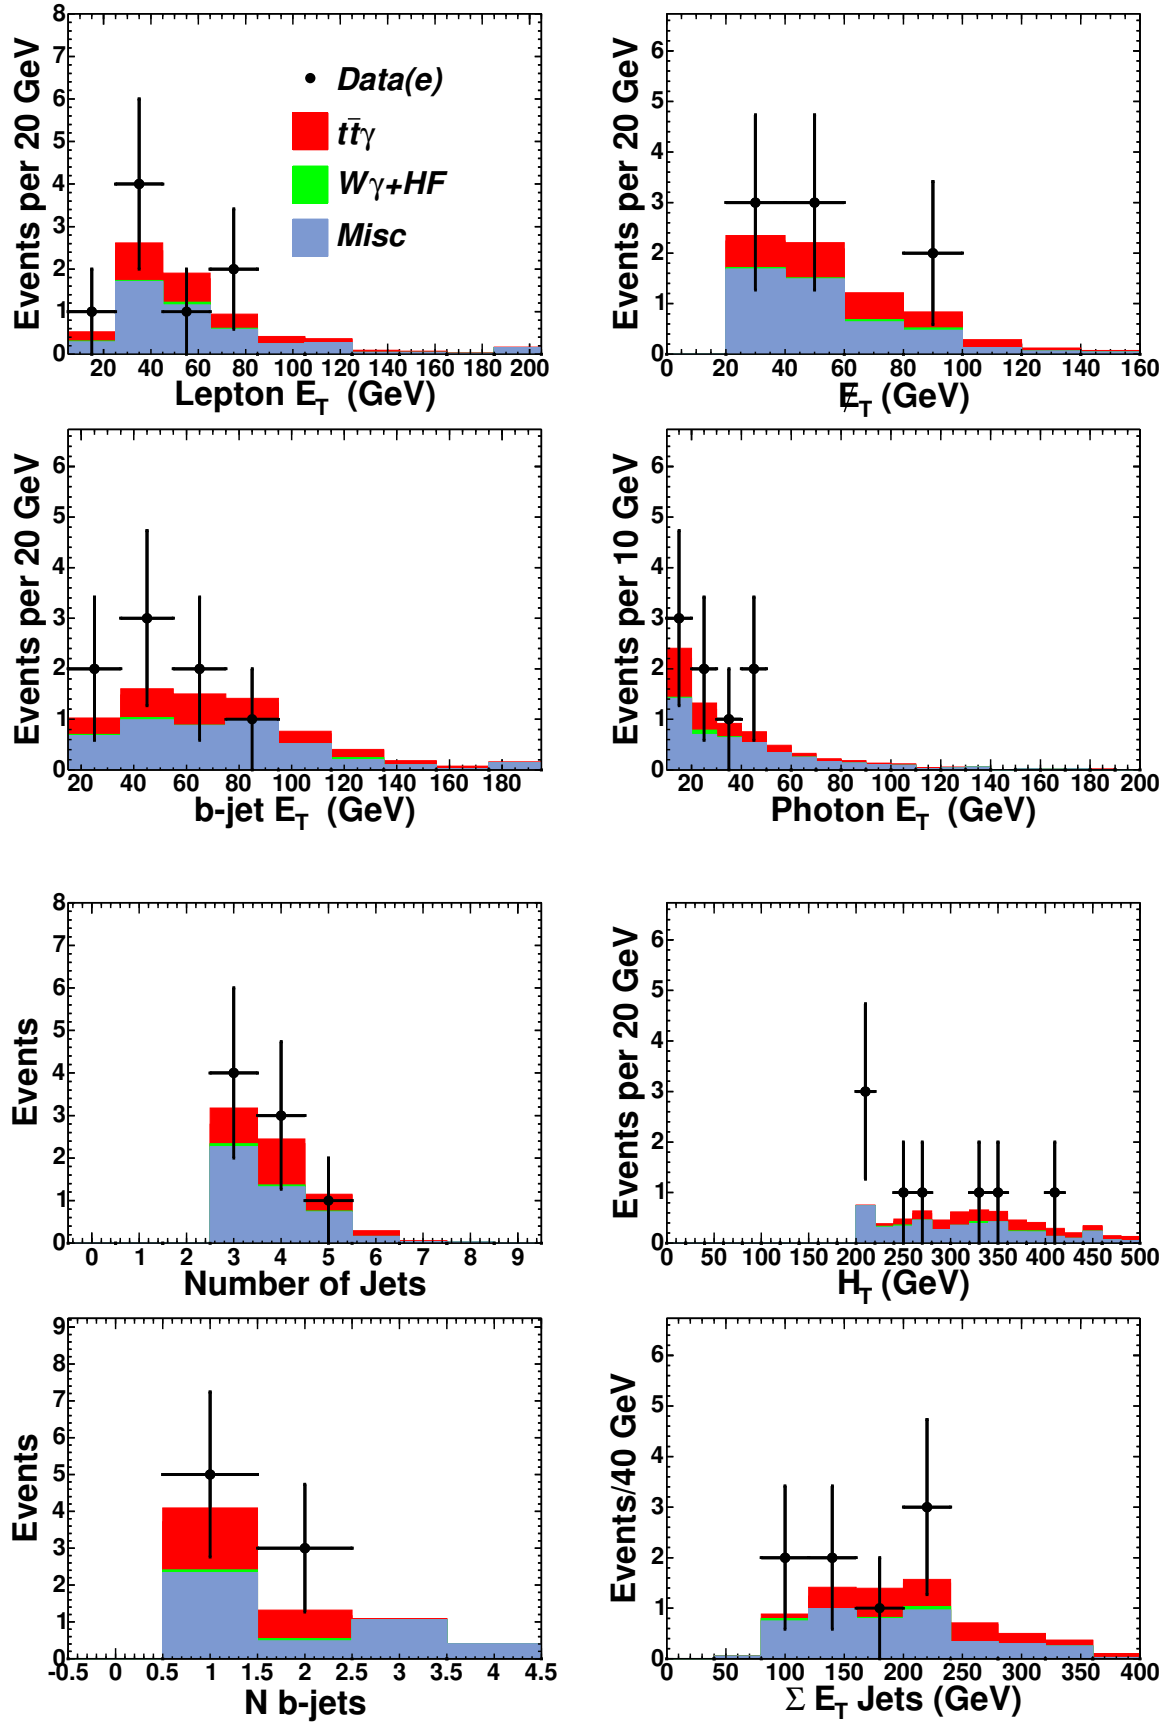 8
7
6
5
4
3
2
1
0
Events per 20 GeV
Data(e)
tt̄γ
Wγ+HF
Misc
20 40 60 80 100 120 140 160 180 200
Lepton E_T (GeV)
6
5
4
3
2
1
0
Events per 20 GeV
0 20 40 60 80 100 120 140 160
E̸_T (GeV)
6
5
4
3
2
1
0
Events per 20 GeV
20 40 60 80 100 120 140 160 180
b-jet E_T (GeV)
6
5
4
3
2
1
0
Events per 10 GeV
20 40 60 80 100 120 140 160 180 200
Photon E_T (GeV)
8
7
6
5
4
3
2
1
0
Events
0 1 2 3 4 5 6 7 8 9
Number of Jets
6
5
4
3
2
1
0
Events per 20 GeV
0 50 100 150 200 250 300 350 400 450 500
H_T (GeV)
9
8
7
6
5
4
3
2
1
0
Events
-0.5 0 0.5 1 1.5 2 2.5 3 3.5 4 4.5
N b-jets
6
5
4
3
2
1
0
Events/40 GeV
0 50 100 150 200 250 300 350 400
Σ E_T Jets (GeV)